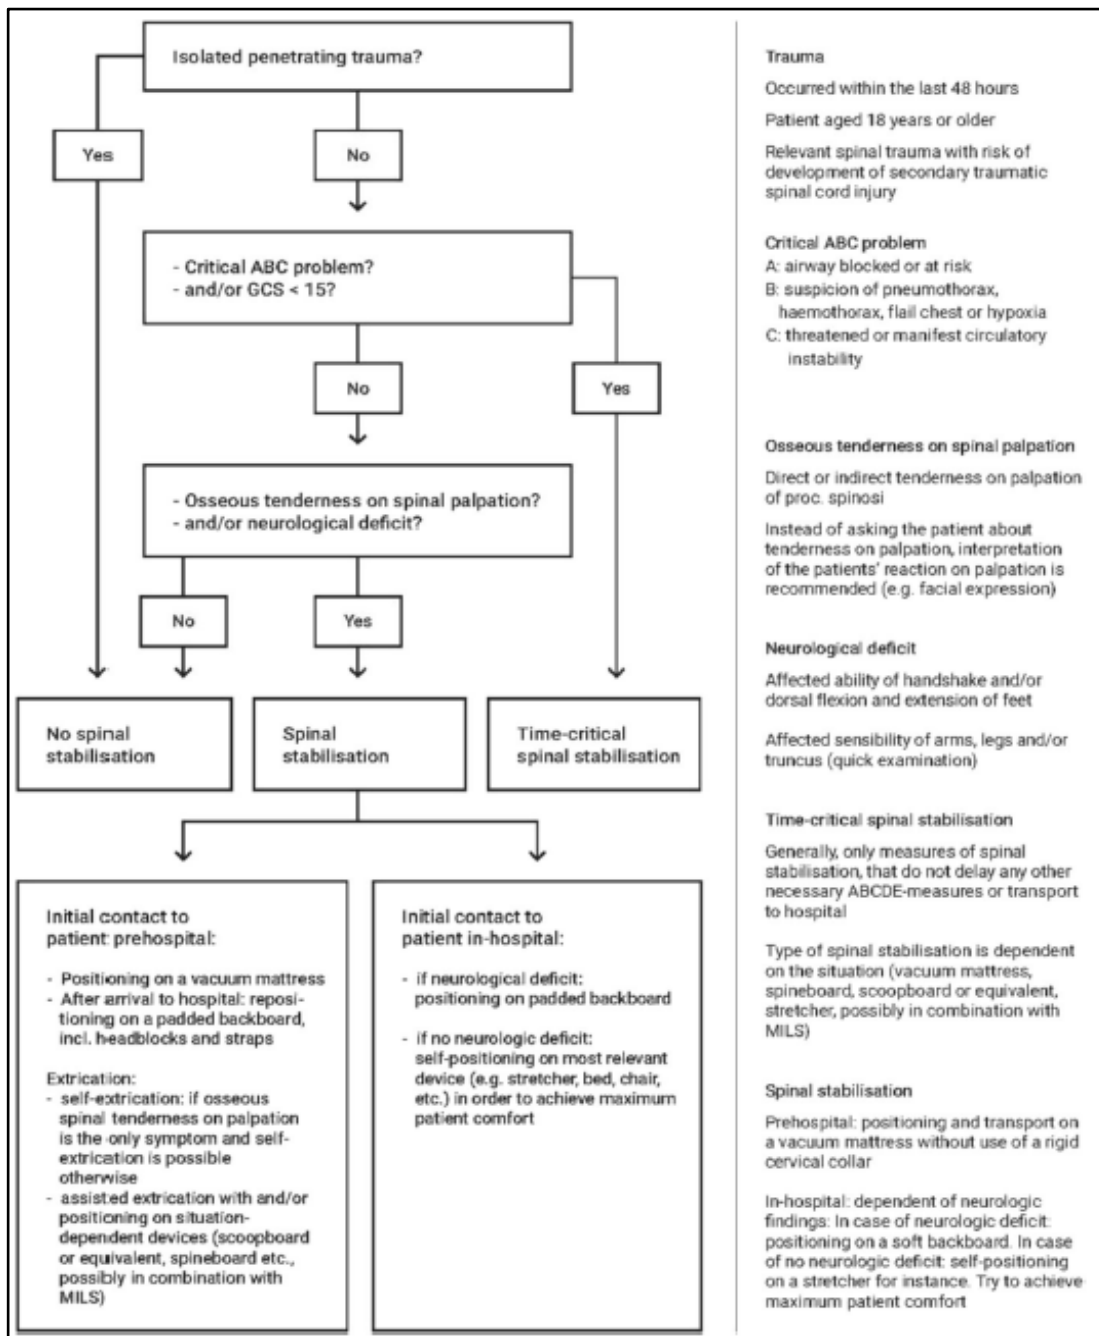 Isolated penetrating trauma?
Yes
No
- Critical ABC problem?
- and/or GCS < 15?
No
Yes
- Osseous tenderness on spinal palpation?
- and/or neurological deficit?
No
Yes
No spinal
stabilisation
Spinal
stabilisation
Time-critical
spinal stabilisation
Initial contact to
patient: prehospital:
- Positioning on a vacuum mattress
- After arrival to hospital: reposi-
tioning on a padded backboard,
incl. headblocks and straps
Extrication:
- self-extrication: if osseous
spinal tenderness on palpation
is the only symptom and self-
extrication is possible
otherwise
- assisted extrication with and/or
positioning on situation-
dependent devices (scoopboard
or equivalent, spineboard etc.,
possibly in combination with
MILS)
Initial contact to
patient in-hospital:
- if neurological deficit:
positioning on padded backboard
- if no neurologic deficit:
self-positioning on most relevant
device (e.g. stretcher, bed, chair,
etc.) in order to achieve maximum
patient comfort
Trauma
Occurred within the last 48 hours
Patient aged 18 years or older
Relevant spinal trauma with risk of
development of secondary traumatic
spinal cord injury
Critical ABC problem
A: airway blocked or at risk
B: suspicion of pneumothorax,
haemothorax, flail chest or hypoxia
C: threatened or manifest circulatory
instability
Osseous tenderness on spinal palpation
Direct or indirect tenderness on palpation
of proc. spinosi
Instead of asking the patient about
tenderness on palpation, interpretation
of the patients' reaction on palpation is
recommended (e.g. facial expression)
Neurological deficit
Affected ability of handshake and/or
dorsal flexion and extension of feet
Affected sensibility of arms, legs and/or
truncus (quick examination)
Time-critical spinal stabilisation
Generally, only measures of spinal
stabilisation, that do not delay any other
necessary ABCDE-measures or transport
to hospital
Type of spinal stabilisation is dependent
on the situation (vacuum mattress,
spineboard, scoopboard or equivalent,
stretcher, possibly in combination with
MILS)
Spinal stabilisation
Prehospital: positioning and transport on
a vacuum mattress without use of a rigid
cervical collar
In-hospital: dependent of neurologic
findings: In case of neurologic deficit:
positioning on a soft backboard. In case
of no neurologic deficit: self-positioning
on a stretcher for instance. Try to achieve
maximum patient comfort